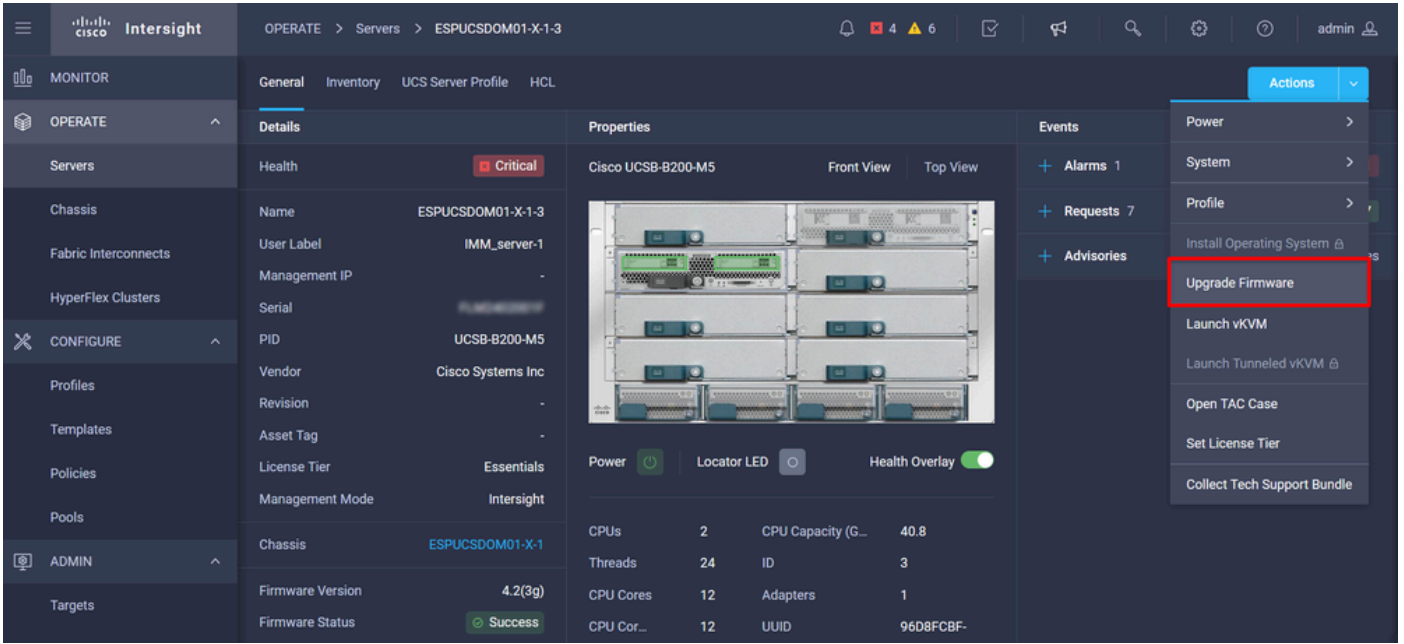 cisco Intersight
OPERATE > Servers > ESPUCSDOM01-X-1-3
4 6
admin
MONITOR
OPERATE
Servers
Chassis
Fabric Interconnects
HyperFlex Clusters
CONFIGURE
Profiles
Templates
Policies
Pools
ADMIN
Targets
General Inventory UCS Server Profile HCL
Actions
Details
Health Critical
Name ESPUCSDOM01-X-1-3
User Label IMM_server-1
Management IP -
Serial
PID UCSB-B200-M5
Vendor Cisco Systems Inc
Revision -
Asset Tag -
License Tier Essentials
Management Mode Intersight
Chassis ESPUCSDOM01-X-1
Firmware Version 4.2(3g)
Firmware Status Success
Properties
Cisco UCSB-B200-M5 Front View Top View
Power Locator LED Health Overlay
CPUs 2 CPU Capacity (G... 40.8
Threads 24 ID 3
CPU Cores 12 Adapters 1
CPU Cor... 12 UUID 96D8FCBF-
Events
+ Alarms 1
+ Requests 7
+ Advisories
es
Power
System
Profile
Install Operating System
Upgrade Firmware
Launch vKVM
Launch Tunneled vKVM
Open TAC Case
Set License Tier
Collect Tech Support Bundle